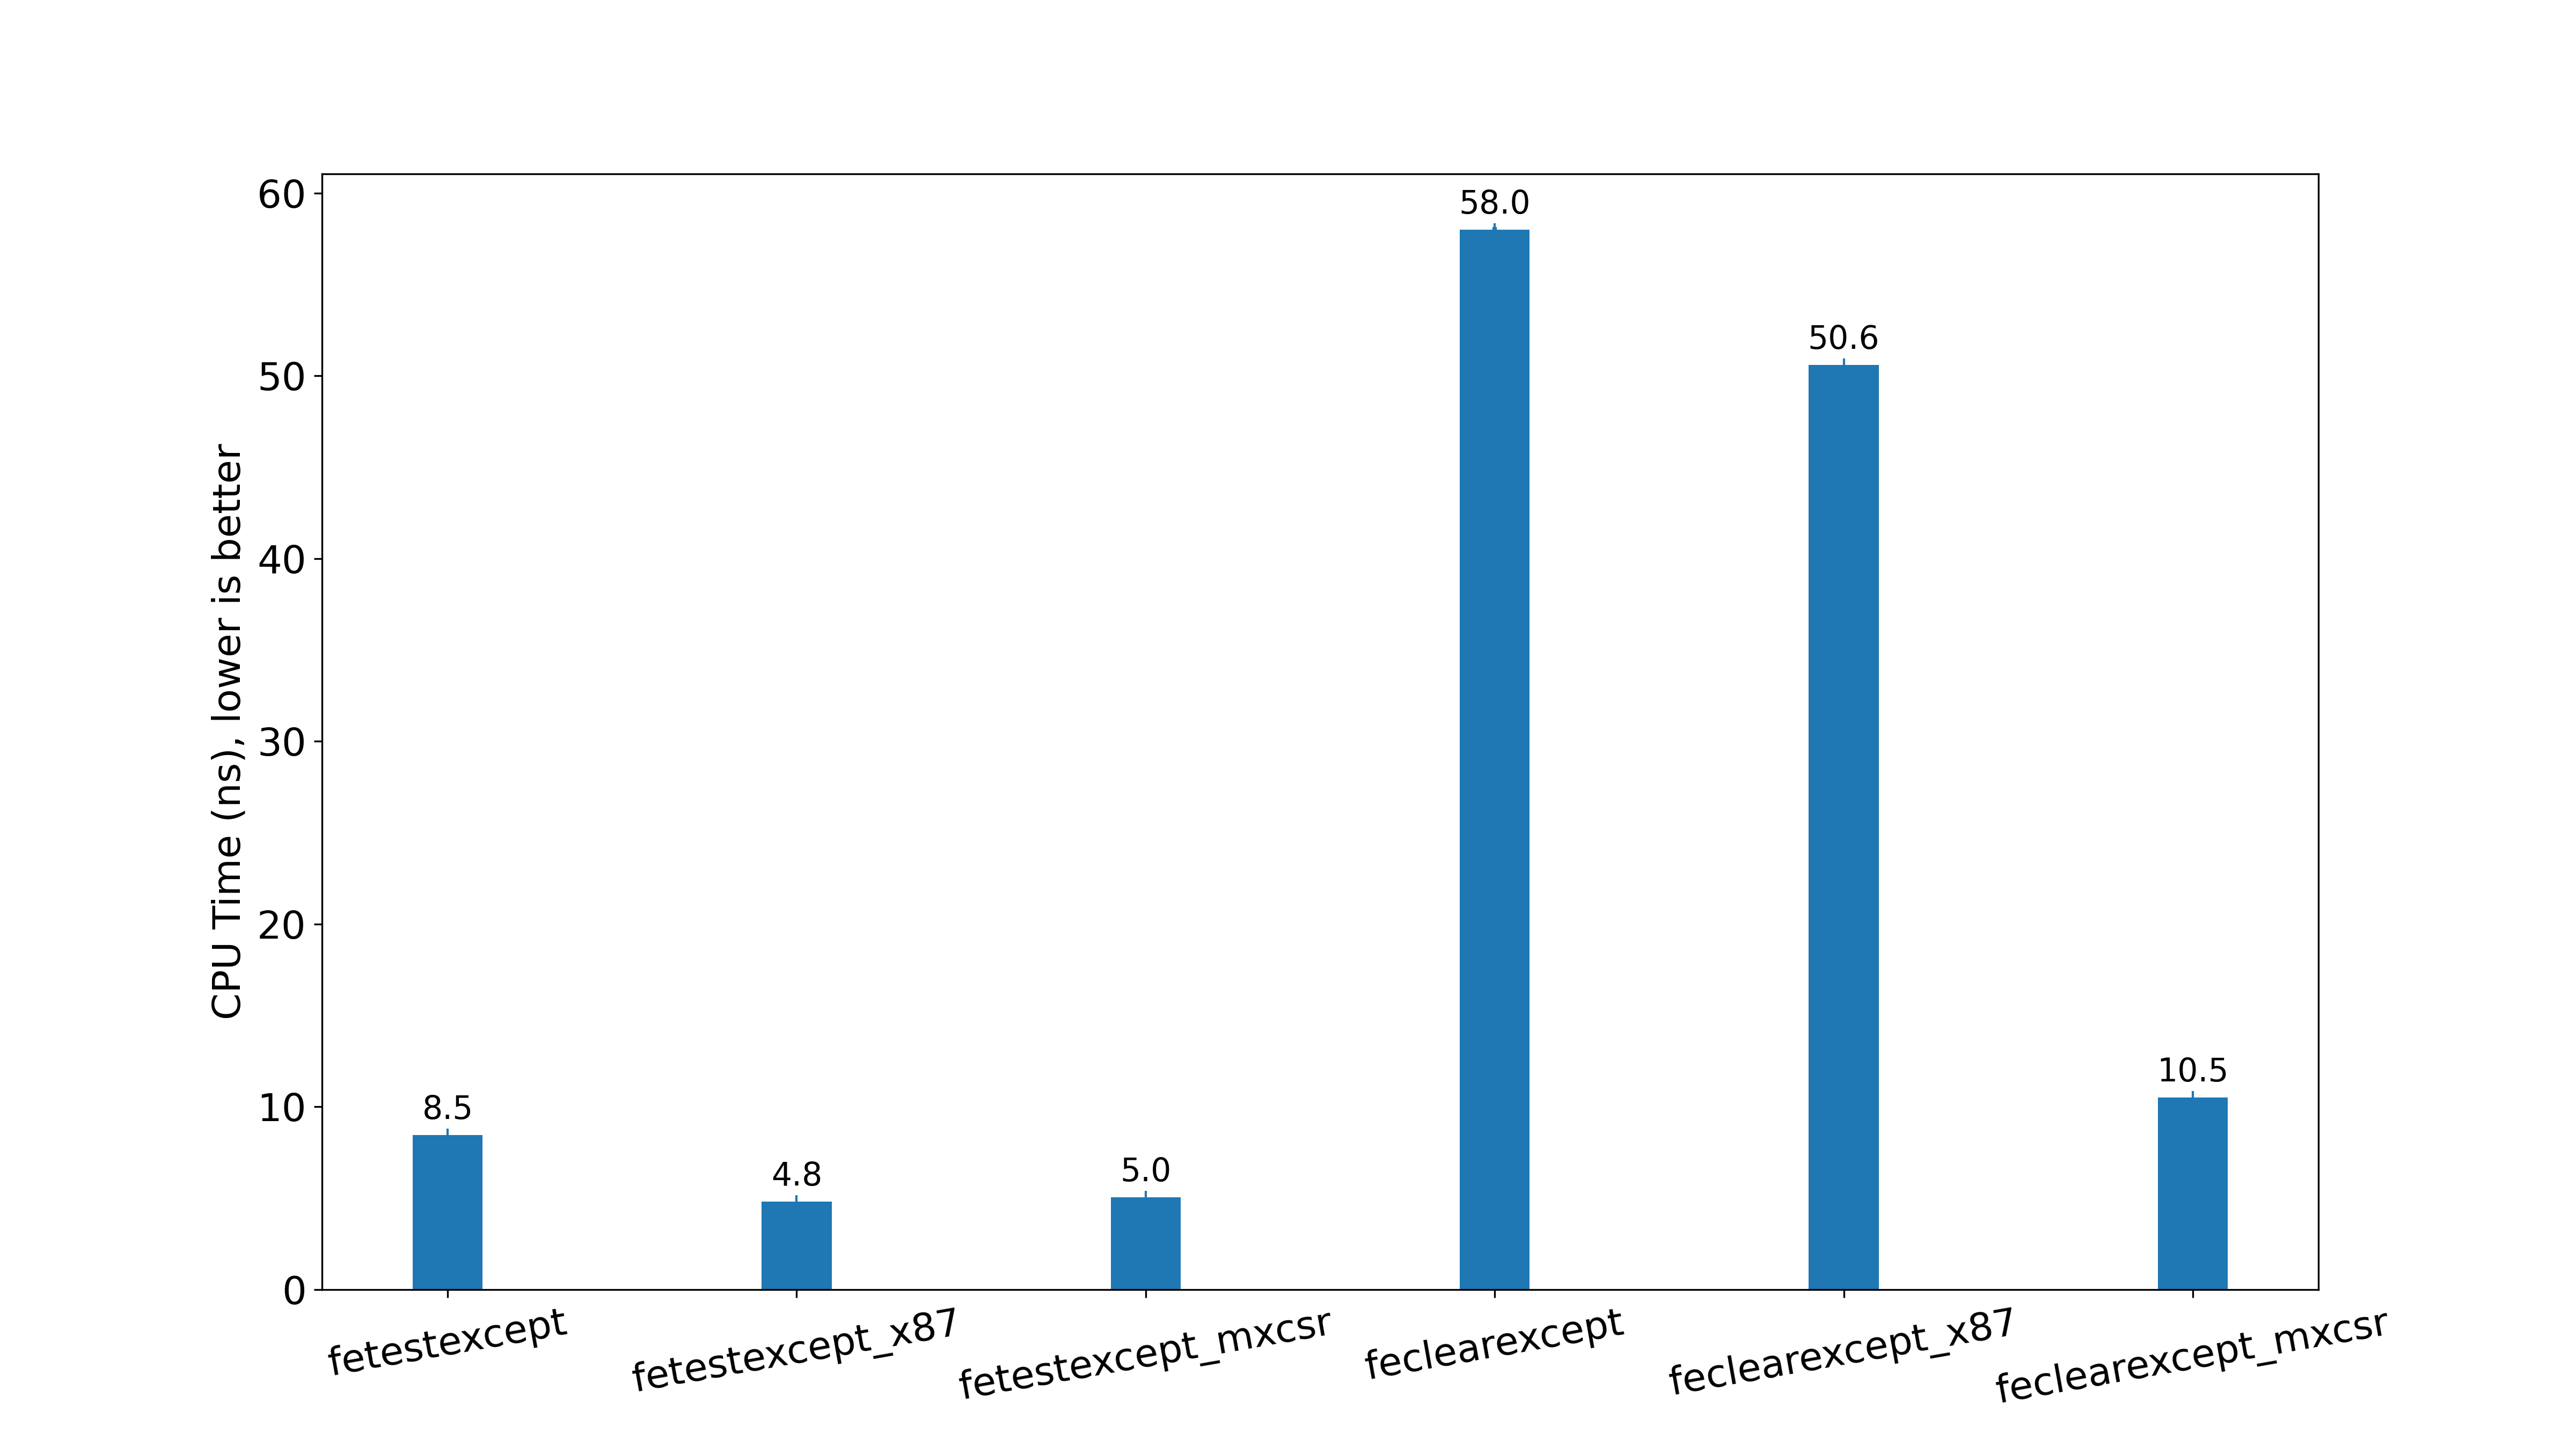 CPU Time (ns), lower is better
60
50
40
30
20
10
0
8.5
4.8
5.0
58.0
50.6
10.5
fetestexcept
fetestexcept_x87
fetestexcept_mxcsr
feclearexcept
feclearexcept_x87
feclearexcept_mxcsr